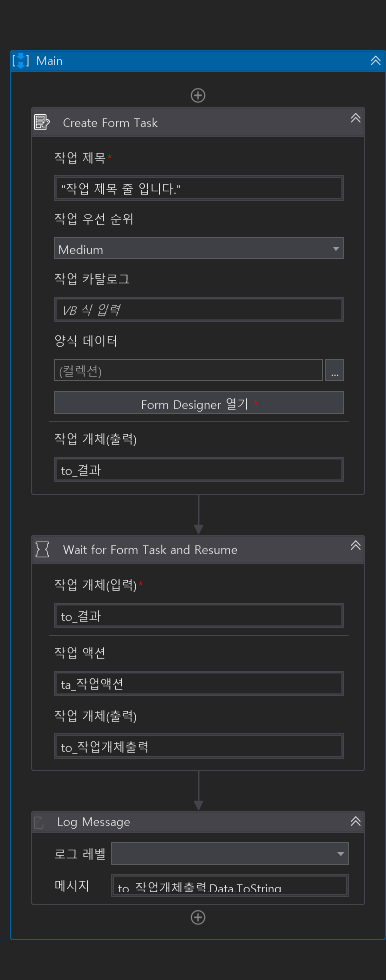 Main
Create Form Task
작업 제목*
"작업 제목 줄 입니다."
작업 우선 순위
Medium
작업 카탈로그
VB 식 입력
양식 데이터
(컬렉션)
...
Form Designer 열기 *
작업 개체(출력)
to_결과
Wait for Form Task and Resume
작업 개체(입력)*
to_결과
작업 액션
ta_작업액션
작업 개체(출력)
to_작업개체출력
Log Message
로그 레벨
메시지
to_작업개체출력.Data.ToString